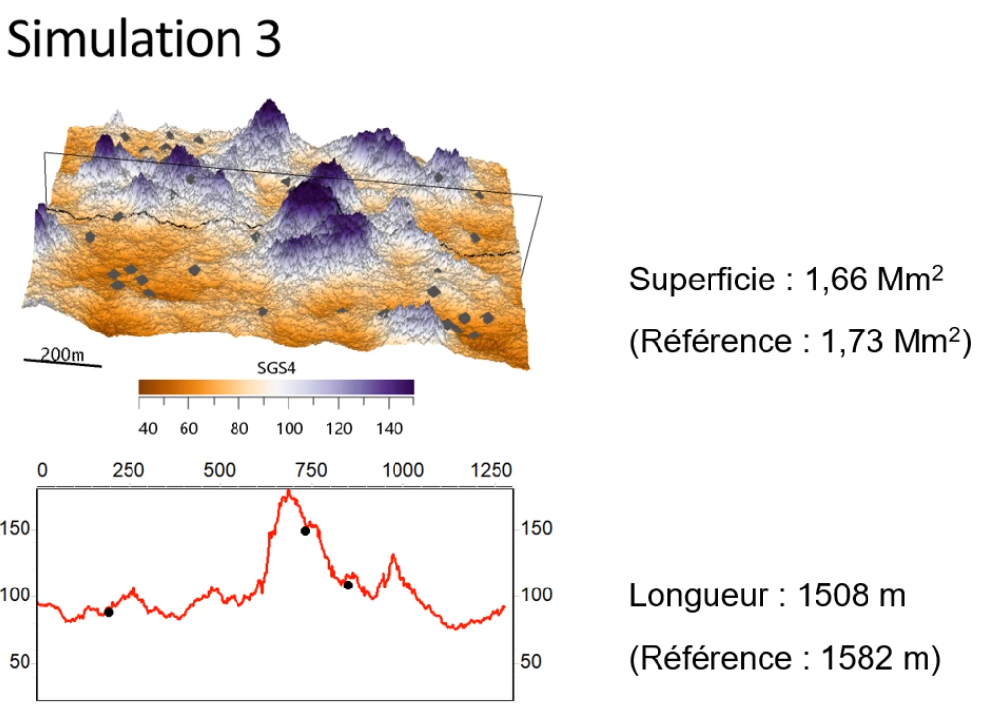 Simulation 3
200m
SGS4
40 60 80 100 120 140
Superficie : 1,66 Mm²
(Référence : 1,73 Mm²)
0 250 500 750 1000 1250
150 150
100 100
50 50
Longueur : 1508 m
(Référence : 1582 m)